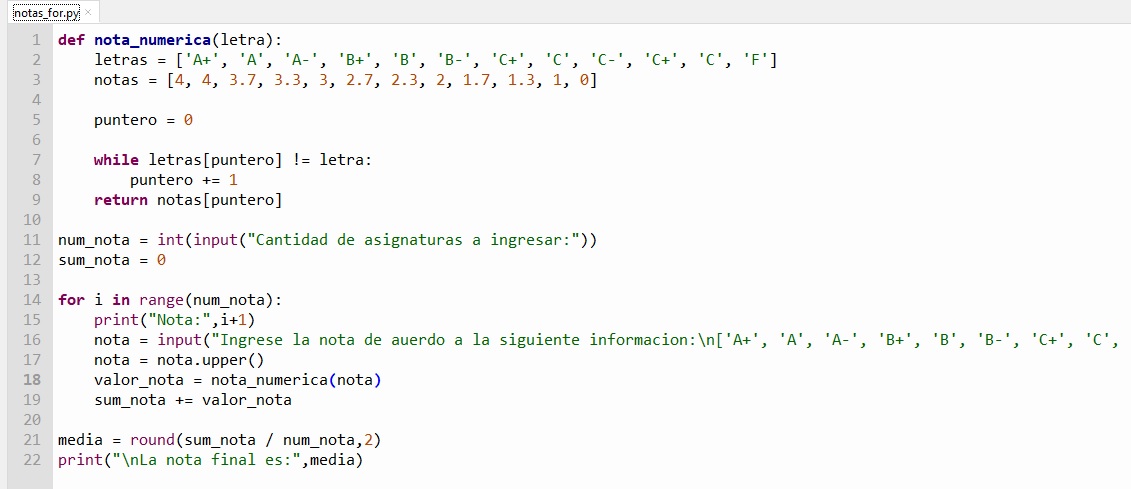 notas_for.py ×
1 def nota_numerica(letra):
2     letras = ['A+', 'A', 'A-', 'B+', 'B', 'B-', 'C+', 'C', 'C-', 'C+', 'C', 'F']
3     notas = [4, 4, 3.7, 3.3, 3, 2.7, 2.3, 2, 1.7, 1.3, 1, 0]
4
5     puntero = 0
6
7     while letras[puntero] != letra:
8         puntero += 1
9     return notas[puntero]
10
11 num_nota = int(input("Cantidad de asignaturas a ingresar:"))
12 sum_nota = 0
13
14 for i in range(num_nota):
15     print("Nota:",i+1)
16     nota = input("Ingrese la nota de auerdo a la siguiente informacion:\n['A+', 'A', 'A-', 'B+', 'B', 'B-', 'C+', 'C',
17     nota = nota.upper()
18     valor_nota = nota_numerica(nota)
19     sum_nota += valor_nota
20
21 media = round(sum_nota / num_nota,2)
22 print("\nLa nota final es:",media)